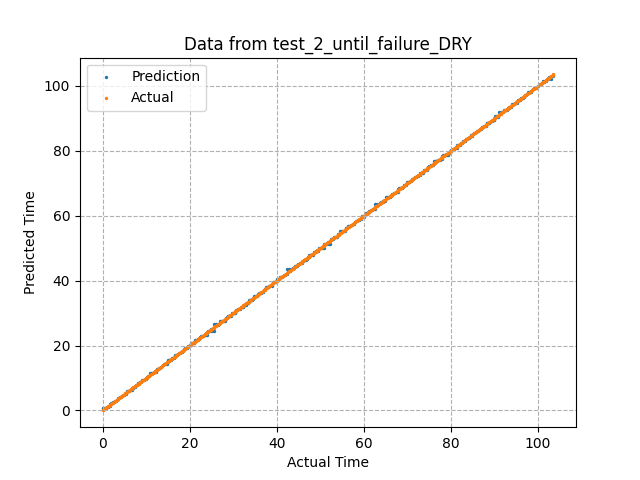 Data from test_2_until_failure_DRY
Prediction
Actual
100
80
60
40
20
0
Predicted Time
0 20 40 60 80 100
Actual Time